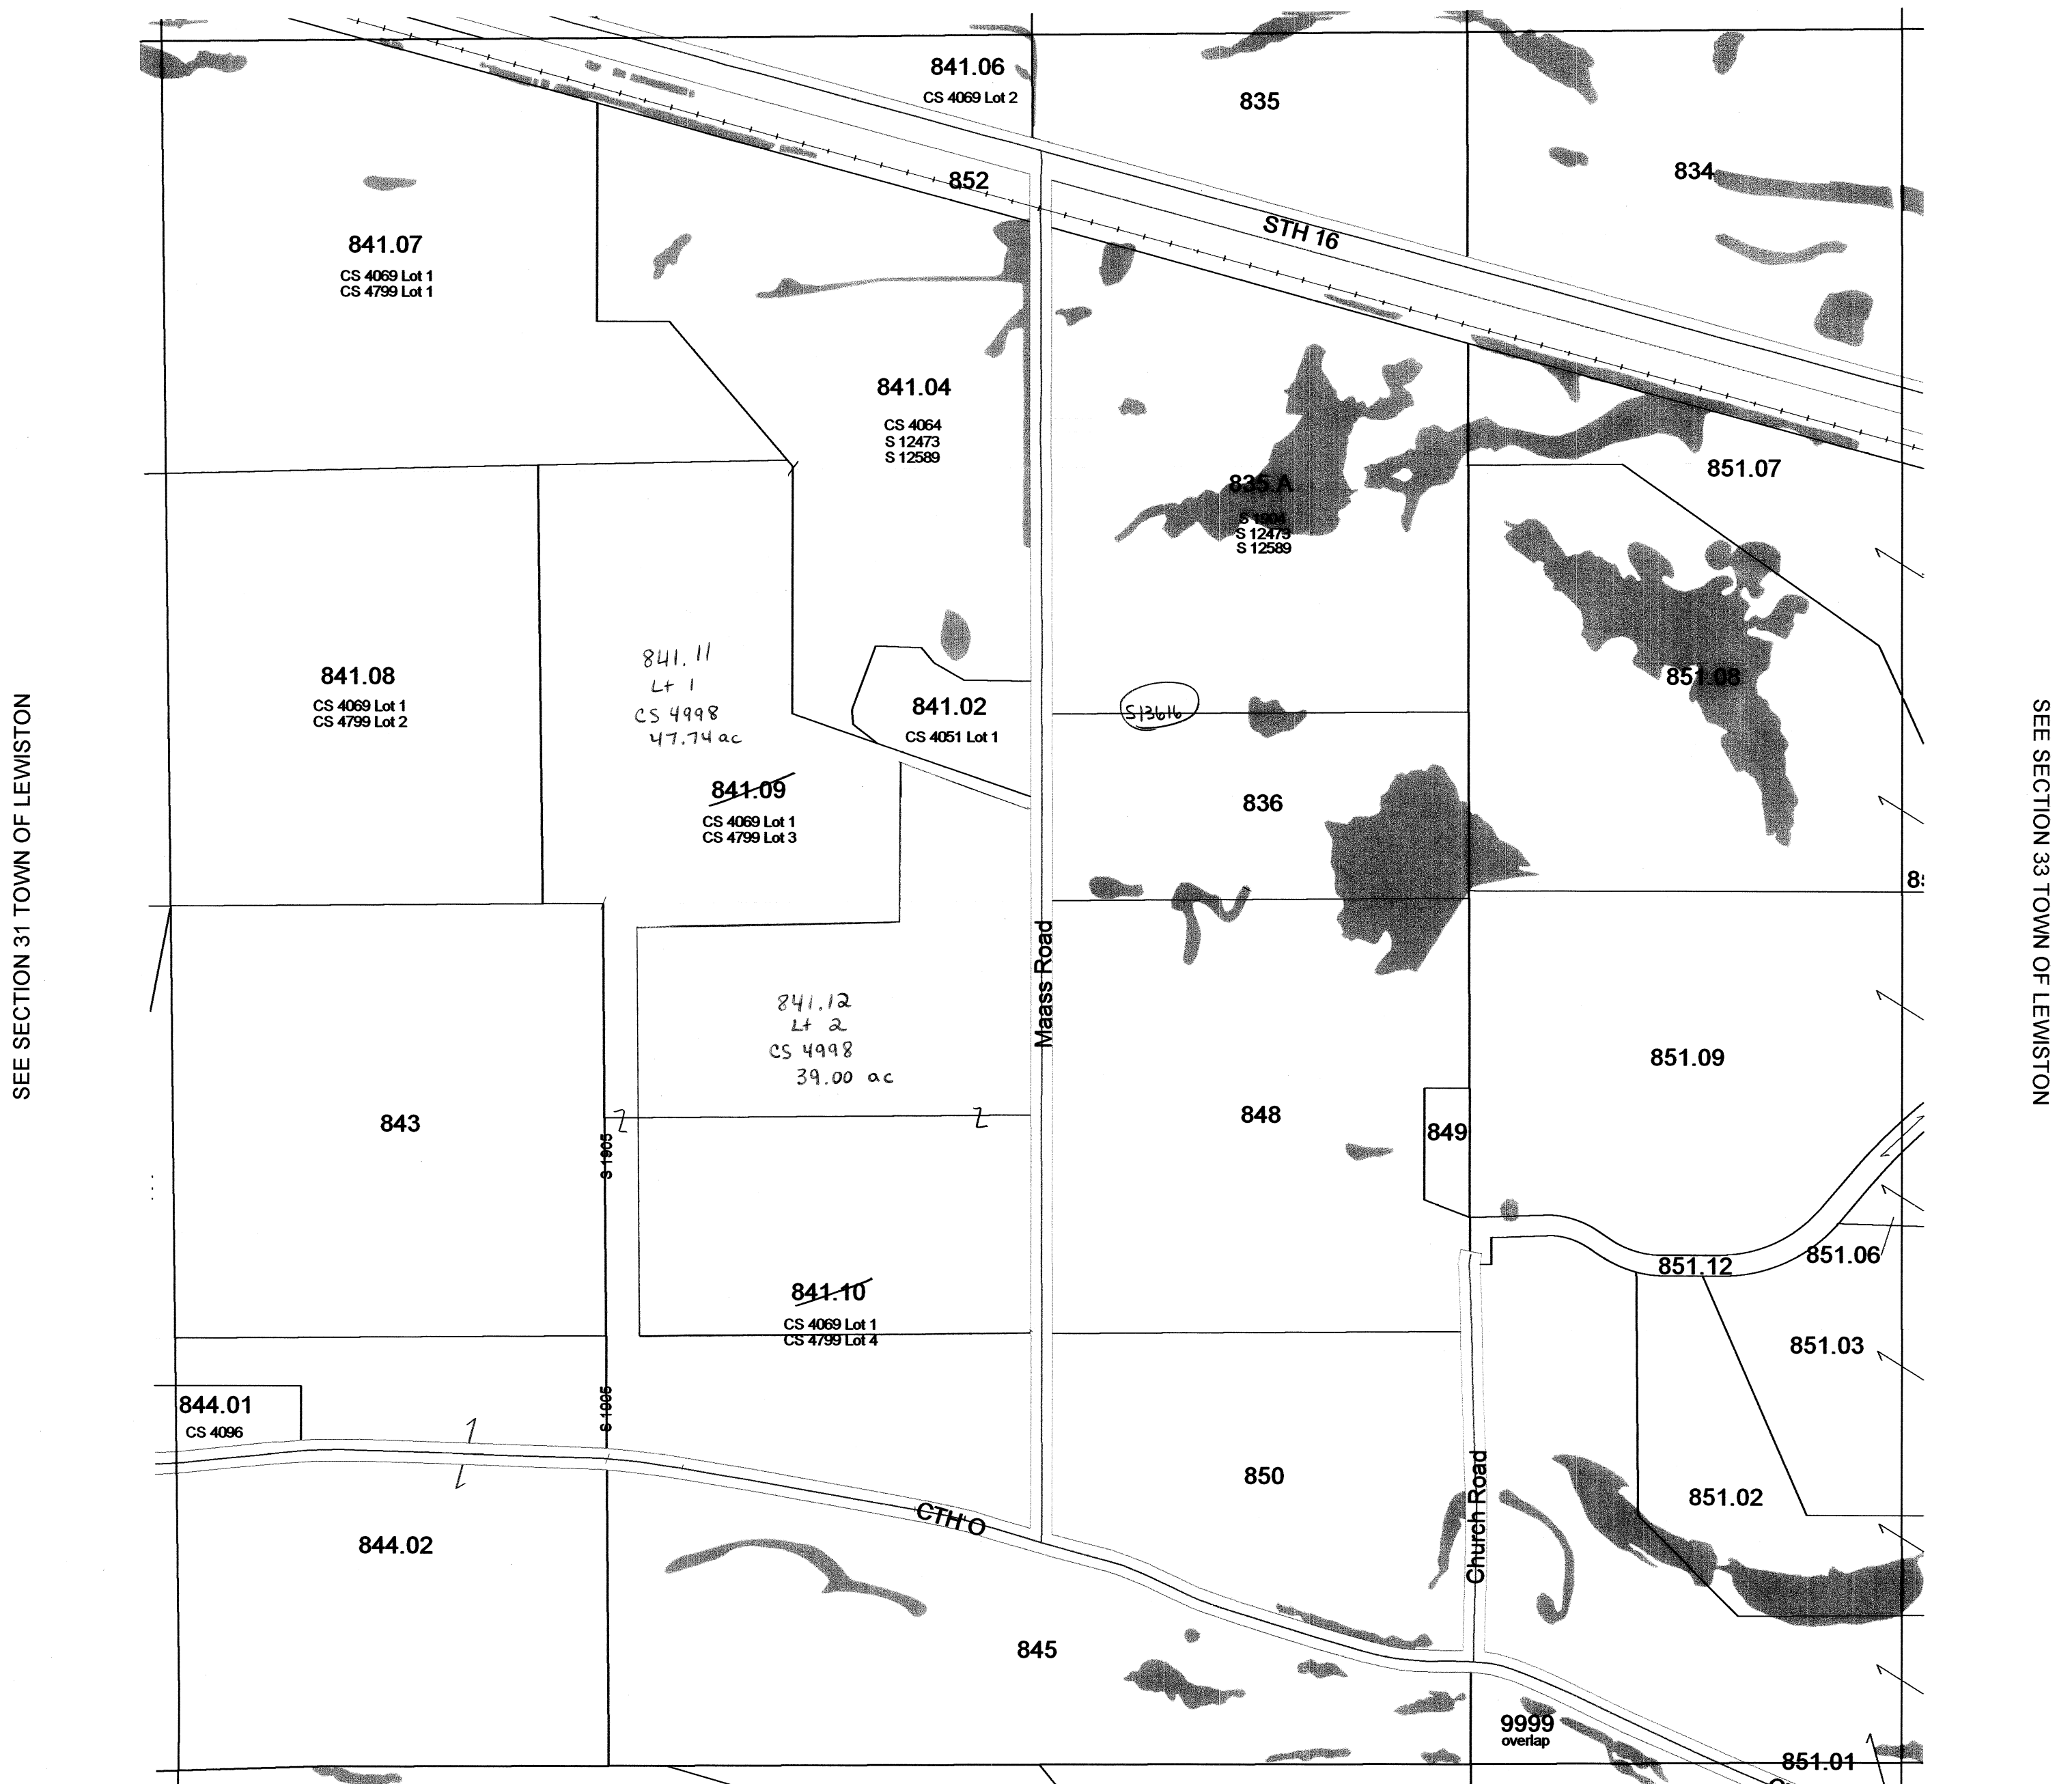 841.06
CS 4069 Lot 2
835
834
852
STH 16
841.07
CS 4069 Lot 1
CS 4799 Lot 1
841.04
CS 4064
S 12473
S 12589
835.A
S 1904
S 12473
S 12589
851.07
841.08
CS 4069 Lot 1
CS 4799 Lot 2
841.11
Lt 1
CS 4998
47.74 ac
841.02
CS 4051 Lot 1
S13616
851.08
841.09
CS 4069 Lot 1
CS 4799 Lot 3
836
SEE SECTION 31 TOWN OF LEWISTON
SEE SECTION 33 TOWN OF LEWISTON
Maass Road
841.12
Lt 2
CS 4998
39.00 ac
851.09
843
S 1905
848
849
851.12
851.06
841.10
CS 4069 Lot 1
CS 4799 Lot 4
851.03
844.01
CS 4096
S 1905
850
Church Road
851.02
CTH O
844.02
845
9999
overlap
851.01